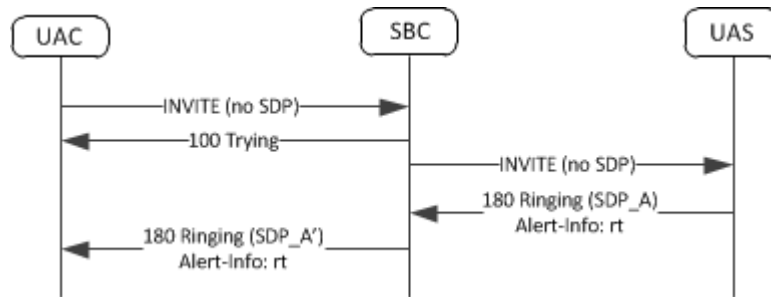 UAC
SBC
UAS
INVITE (no SDP)
100 Trying
INVITE (no SDP)
180 Ringing (SDP_A)
Alert-Info: rt
180 Ringing (SDP_A’)
Alert-Info: rt